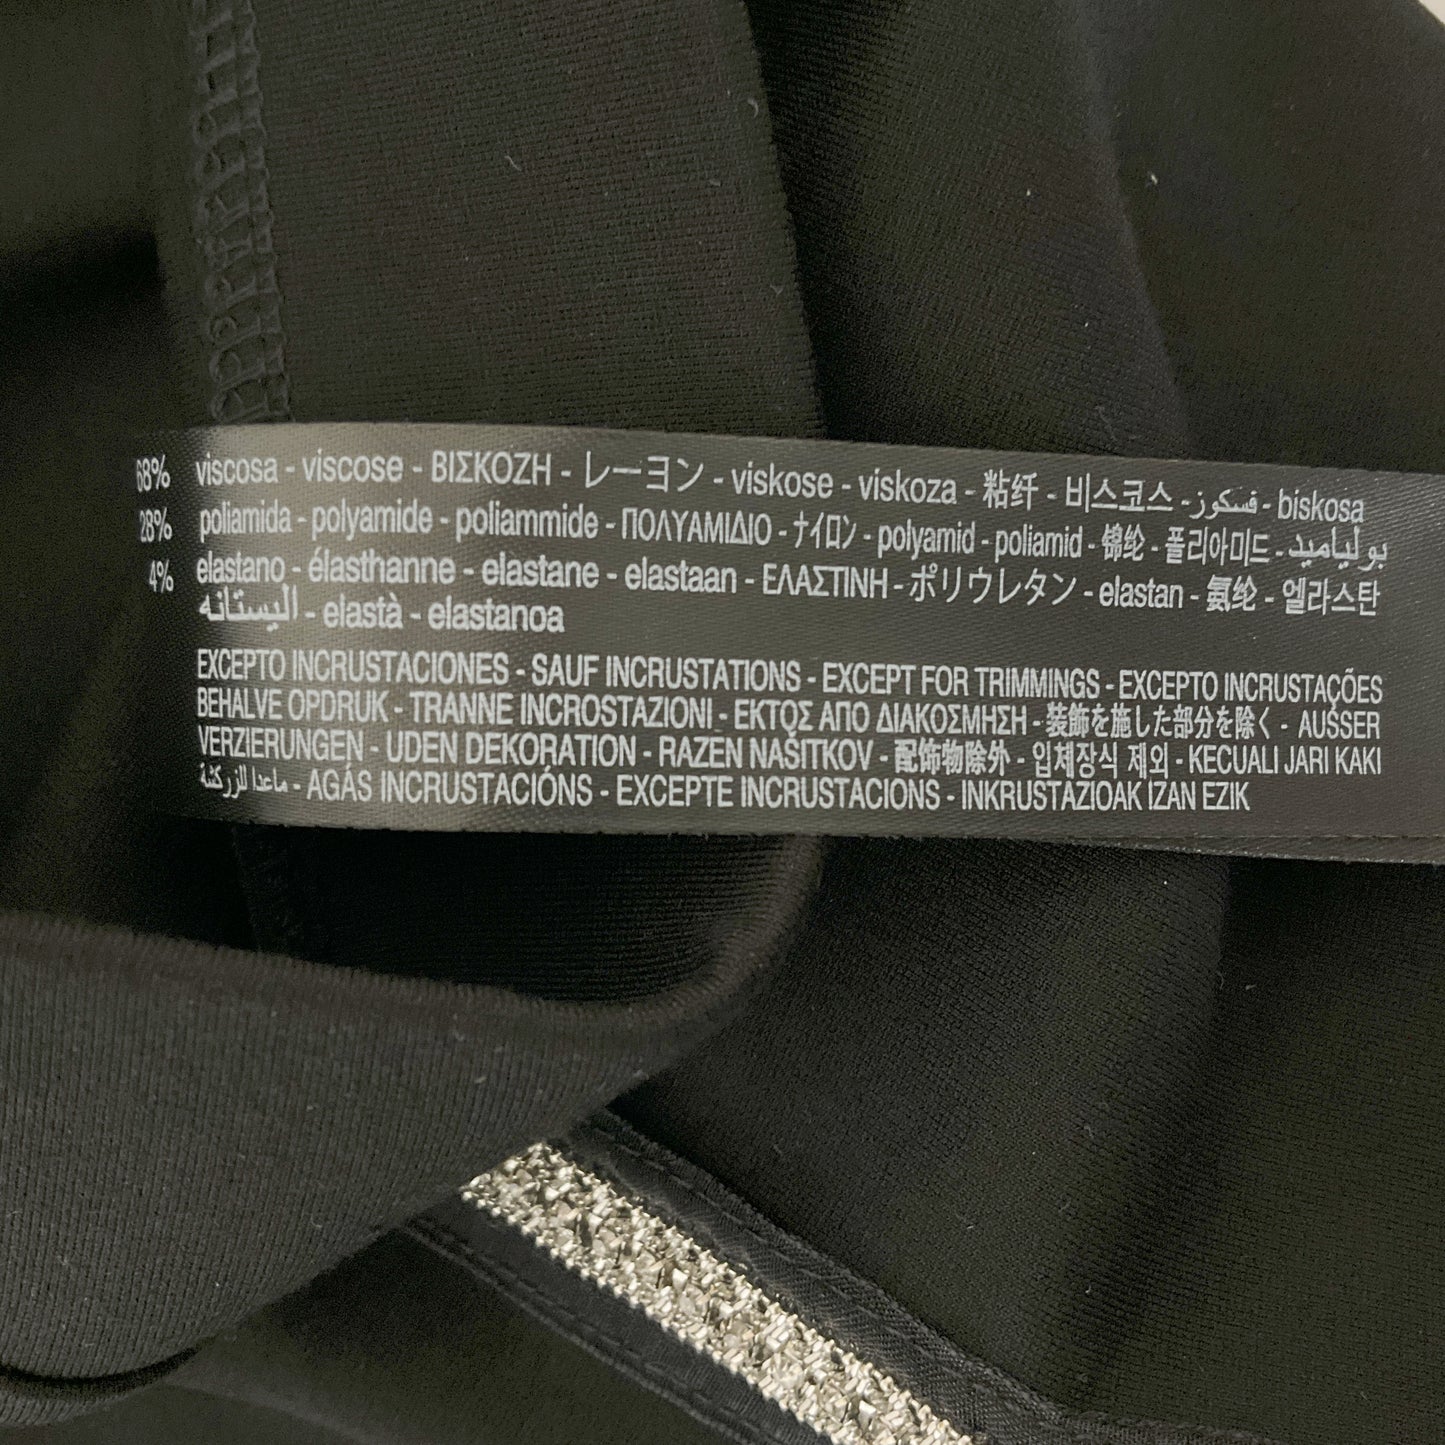 68% viscosa - viscose - ΒΙΣΚΟΖΗ - レーヨン - viskose - viskoza - 粘纤 - 비스코스 - فسكوز - biskosa
28% poliamida - polyamide - poliammide - ΠΟΛΥΑΜΙΔΙΟ - ナイロン - polyamid - poliamid - 锦纶 - 폴리아미드 - بولياميد
4% elastano - élasthanne - elastane - elastaan - ΕΛΑΣΤΙΝΗ - ポリウレタン - elastan - 氨纶 - 엘라스탄
اليستانه - elastà - elastanoa
EXCEPTO INCRUSTACIONES - SAUF INCRUSTATIONS - EXCEPT FOR TRIMMINGS - EXCEPTO INCRUSTAÇÕES
BEHALVE OPDRUK - TRANNE INCROSTAZIONI - ΕΚΤΟΣ ΑΠΟ ΔΙΑΚΟΣΜΗΣΗ - 装飾を施した部分を除く - AUSSER
VERZIERUNGEN - UDEN DEKORATION - RAZEN NAŠITKOV - 配饰物除外 - 입체장식 제외 - KECUALI JARI KAKI
ماعدا الزركشة - AGÁS INCRUSTACIÓNS - EXCEPTE INCRUSTACIONS - INKRUSTAZIOAK IZAN EZIK